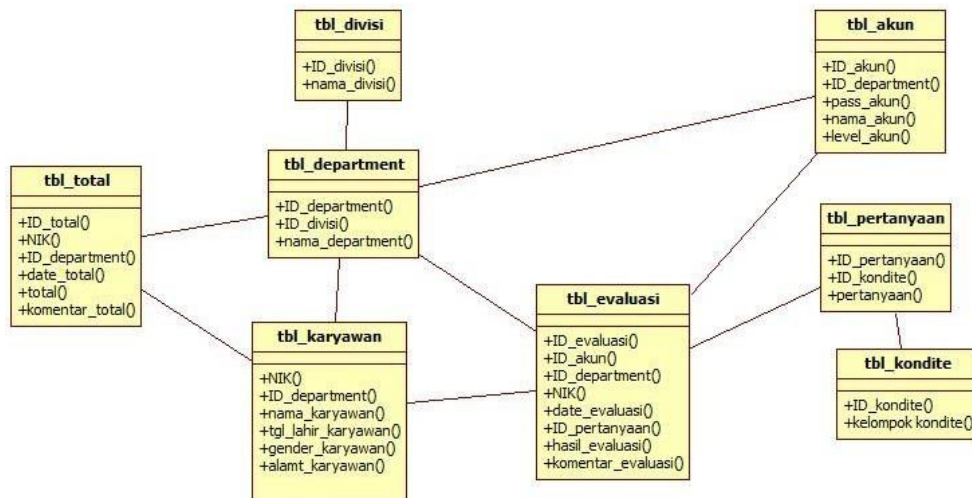 tbl_divisi
+ID_divisi()
+nama_divisi()
tbl_akun
+ID_akun()
+ID_department()
+pass_akun()
+nama_akun()
+level_akun()
tbl_department
+ID_department()
+ID_divisi()
+nama_department()
tbl_total
+ID_total()
+NIK()
+ID_department()
+date_total()
+total()
+komentar_total()
tbl_pertanyaan
+ID_pertanyaan()
+ID_kondite()
+pertanyaan()
tbl_evaluasi
+ID_evaluasi()
+ID_akun()
+ID_department()
+NIK()
+date_evaluasi()
+ID_pertanyaan()
+hasil_evaluasi()
+komentar_evaluasi()
tbl_karyawan
+NIK()
+ID_department()
+nama_karyawan()
+tgl_lahir_karyawan()
+gender_karyawan()
+alamt_karyawan()
tbl_kondite
+ID_kondite()
+kelompok kondite()